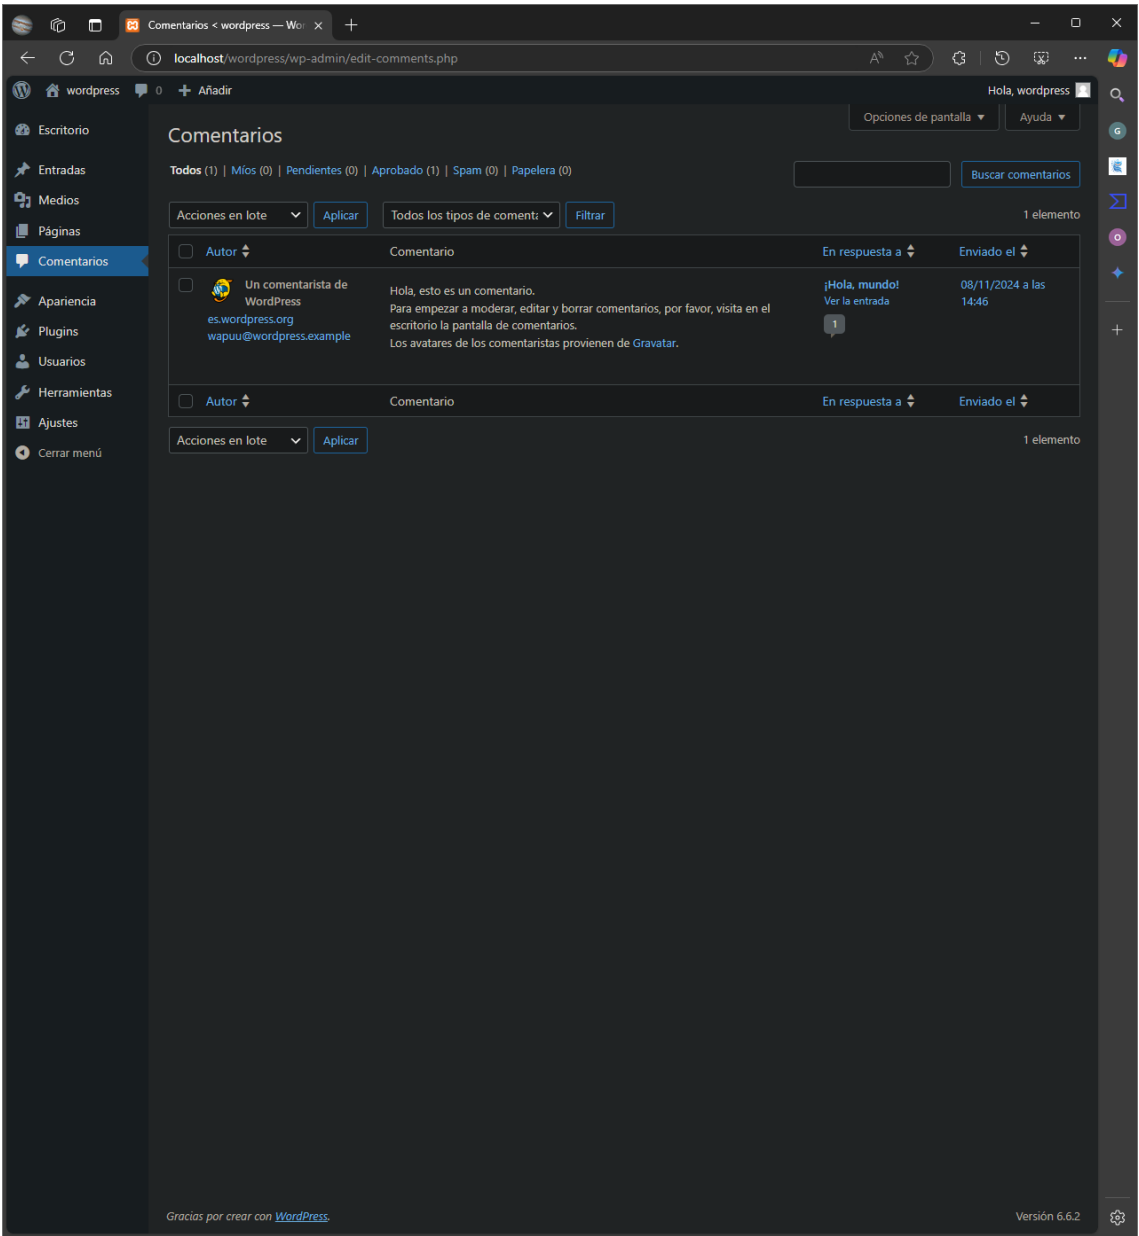 Comentarios < wordpress — Wor
localhost/wordpress/wp-admin/edit-comments.php
wordpress 0 Añadir Hola, wordpress
Opciones de pantalla Ayuda
Escritorio
Entradas
Medios
Páginas
Comentarios
Apariencia
Plugins
Usuarios
Herramientas
Ajustes
Cerrar menú
Comentarios
Todos (1) | Míos (0) | Pendientes (0) | Aprobado (1) | Spam (0) | Papelera (0)
Buscar comentarios
Acciones en lote Aplicar Todos los tipos de coment Filtrar 1 elemento
Autor Comentario En respuesta a Enviado el
Un comentarista de
WordPress
es.wordpress.org
wapuu@wordpress.example
Hola, esto es un comentario.
Para empezar a moderar, editar y borrar comentarios, por favor, visita en el
escritorio la pantalla de comentarios.
Los avatares de los comentaristas provienen de Gravatar.
¡Hola, mundo!
Ver la entrada
1
08/11/2024 a las
14:46
Autor Comentario En respuesta a Enviado el
Acciones en lote Aplicar 1 elemento
Gracias por crear con WordPress. Versión 6.6.2
G
O